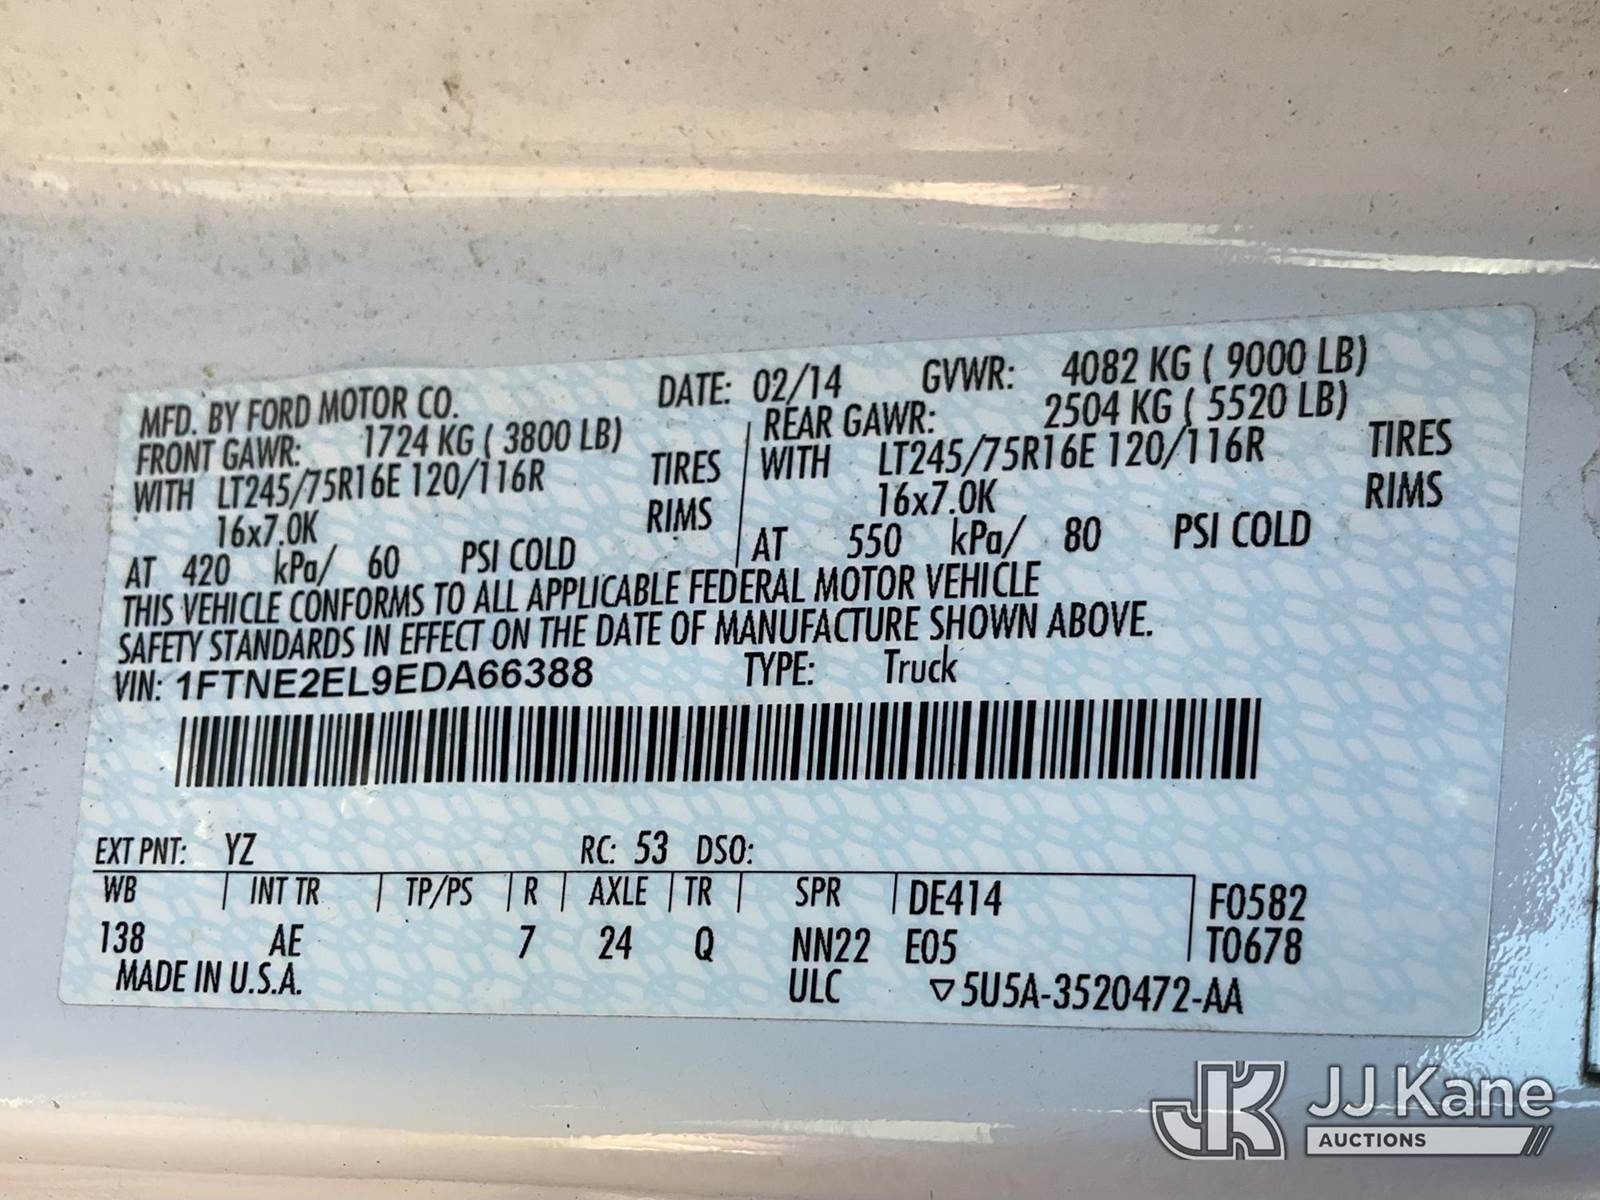 MFD. BY FORD MOTOR CO. DATE: 02/14 GVWR: 4082 KG ( 9000 LB)
FRONT GAWR: 1724 KG ( 3800 LB) REAR GAWR: 2504 KG ( 5520 LB)
WITH LT245/75R16E 120/116R TIRES WITH LT245/75R16E 120/116R TIRES
16x7.0K RIMS 16x7.0K RIMS
AT 420 kPa/ 60 PSI COLD AT 550 kPa/ 80 PSI COLD
THIS VEHICLE CONFORMS TO ALL APPLICABLE FEDERAL MOTOR VEHICLE
SAFETY STANDARDS IN EFFECT ON THE DATE OF MANUFACTURE SHOWN ABOVE.
VIN: 1FTNE2EL9EDA66388 TYPE: Truck
EXT PNT: YZ RC: 53 DSO:
WB INT TR TP/PS R AXLE TR SPR DE414 F0582
138 AE 7 24 Q NN22 E05 T0678
MADE IN U.S.A. ULC ▽5U5A-3520472-AA
JK JJ Kane
AUCTIONS